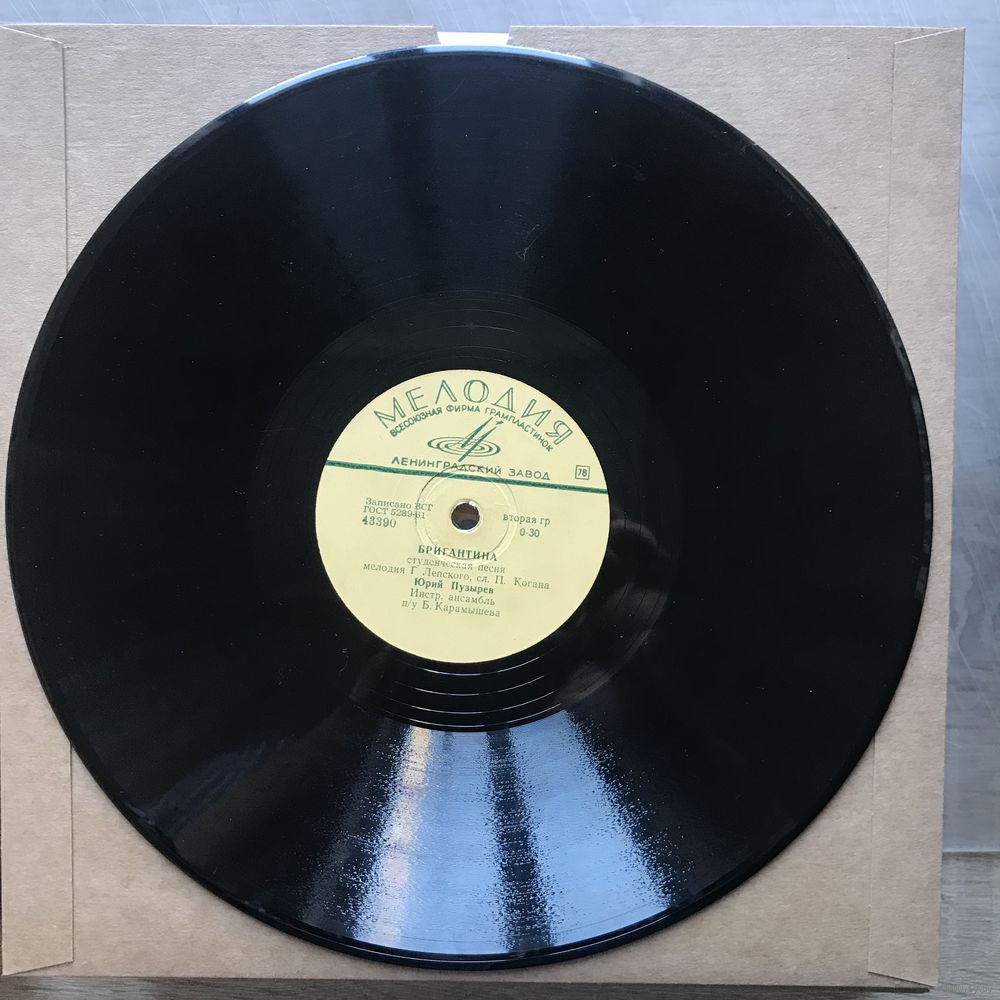 МЕЛОДИЯ
ВСЕСОЮЗНАЯ ФИРМА ГРАМПЛАСТИНОК
ЛЕНИНГРАДСКИЙ ЗАВОД
78
Записано ВСГ
ГОСТ 5289-61
43390
вторая гр
0-30
БРИГАНТИНА
студенческая песня
мелодия Г Лепского, сл. П. Когана
Юрий Пузырев
Инстр. ансамбль
п/у Б. Карамышева